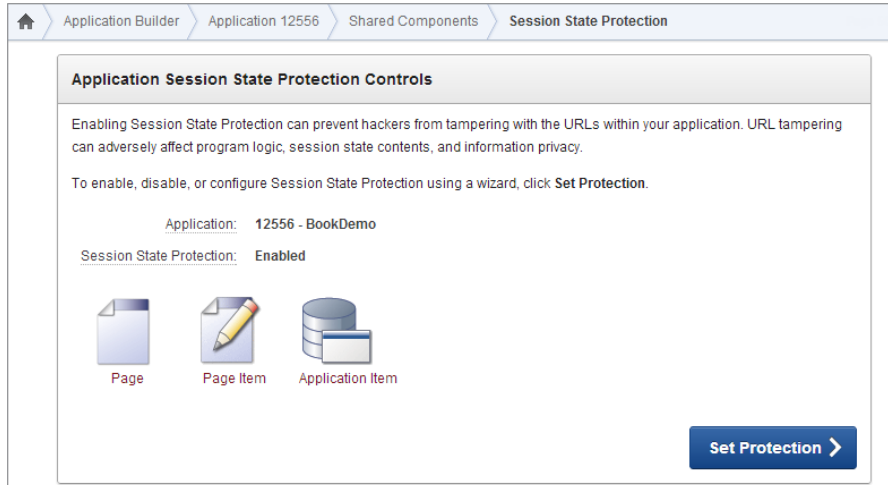 Application Builder Application 12556 Shared Components Session State Protection
Application Session State Protection Controls
Enabling Session State Protection can prevent hackers from tampering with the URLs within your application. URL tampering
can adversely affect program logic, session state contents, and information privacy.
To enable, disable, or configure Session State Protection using a wizard, click Set Protection.
Application: 12556 - BookDemo
Session State Protection: Enabled
Page Page Item Application Item
Set Protection